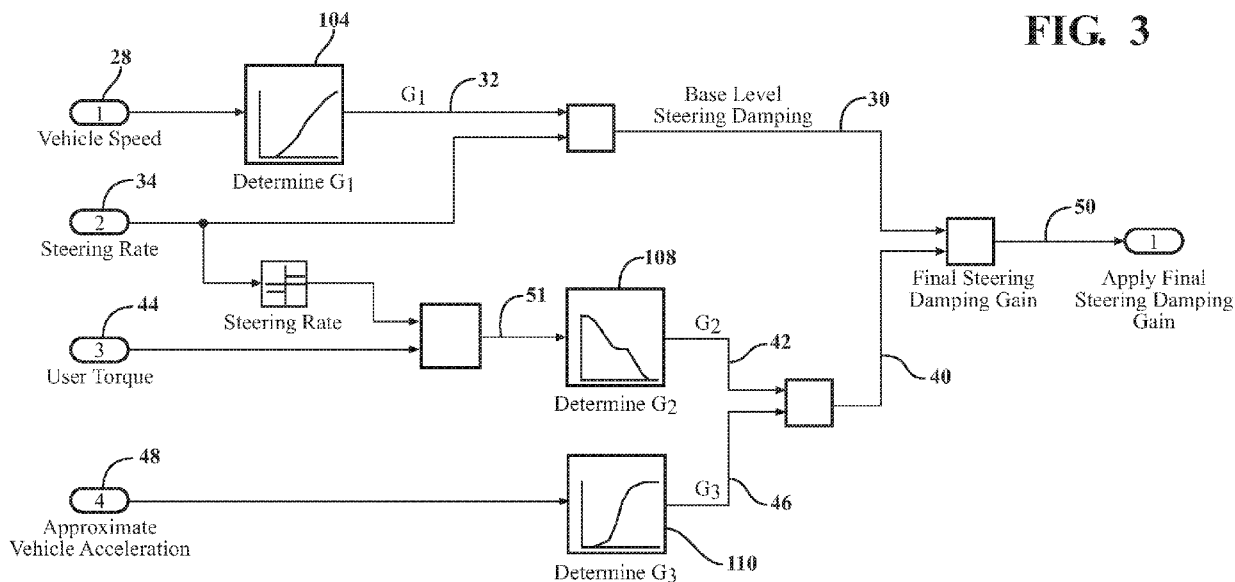 FIG. 3
104
28
1
Vehicle Speed
G1
32
Determine G1
Base Level
Steering Damping
30
34
2
Steering Rate
Steering Rate
44
3
User Torque
51
108
Determine G2
G2
42
40
Final Steering
Damping Gain
50
1
Apply Final
Steering Damping
Gain
48
4
Approximate
Vehicle Acceleration
G3
46
110
Determine G3